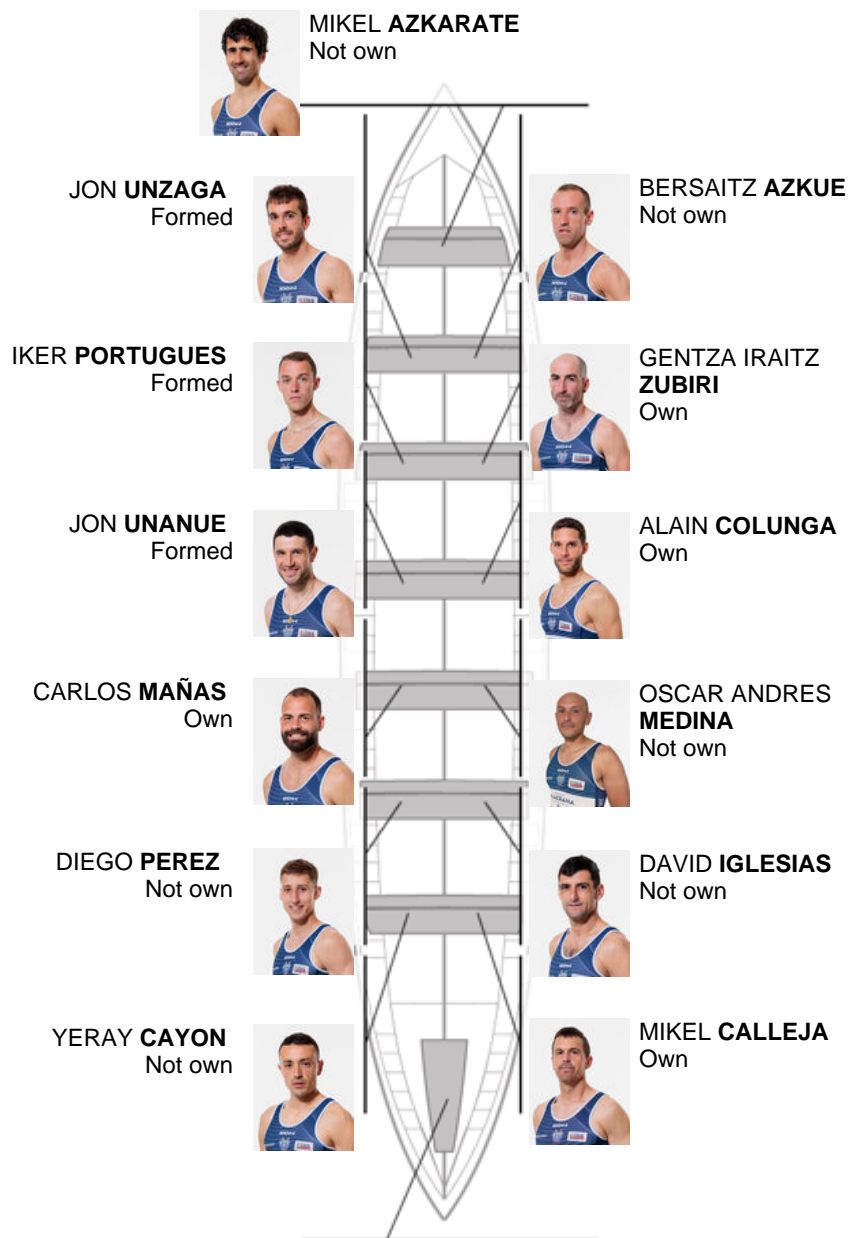 MIKEL AZKARATE
Not own
JON UNZAGA
Formed
BERSAITZ AZKUE
Not own
IKER PORTUGUES
Formed
GENTZA IRAITZ
ZUBIRI
Own
JON UNANUE
Formed
ALAIN COLUNGA
Own
CARLOS MAÑAS
Own
OSCAR ANDRES
MEDINA
Not own
DIEGO PEREZ
Not own
DAVID IGLESIAS
Not own
YERAY CAYON
Not own
MIKEL CALLEJA
Own